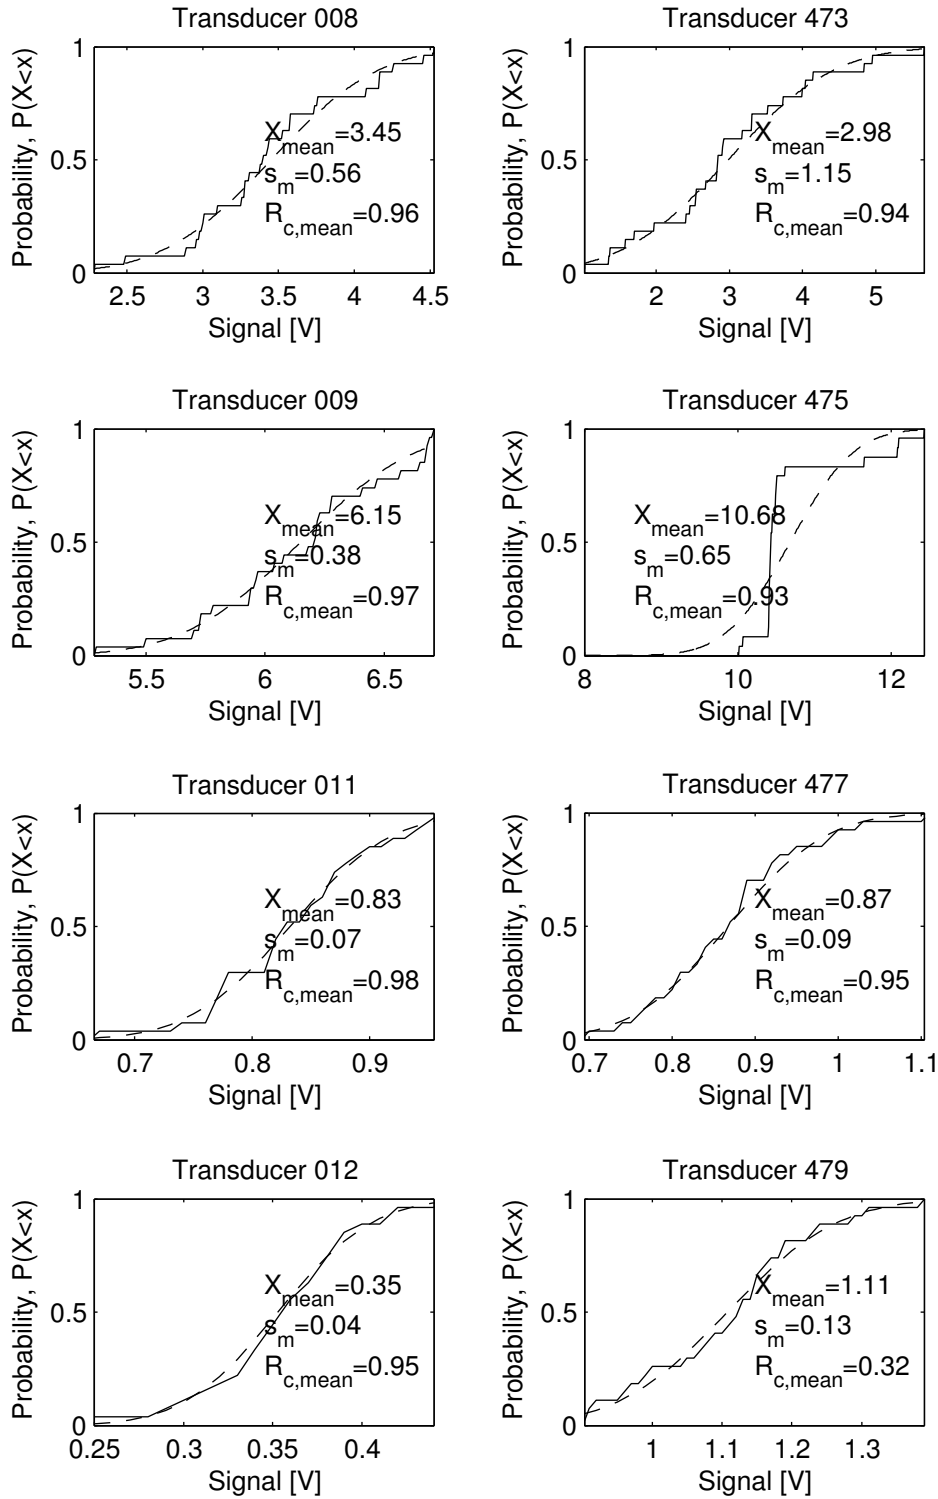 Transducer 008
Probability, P(X<x)
1
0.5
0
X_mean=3.45
s_m=0.56
R_c,mean=0.96
2.5 3 3.5 4 4.5
Signal [V]
Transducer 473
Probability, P(X<x)
1
0.5
0
X_mean=2.98
s_m=1.15
R_c,mean=0.94
2 3 4 5
Signal [V]
Transducer 009
Probability, P(X<x)
1
0.5
0
X_mean=6.15
s_m=0.38
R_c,mean=0.97
5.5 6 6.5
Signal [V]
Transducer 475
Probability, P(X<x)
1
0.5
0
X_mean=10.68
s_m=0.65
R_c,mean=0.93
8 10 12
Signal [V]
Transducer 011
Probability, P(X<x)
1
0.5
0
X_mean=0.83
s_m=0.07
R_c,mean=0.98
0.7 0.8 0.9
Signal [V]
Transducer 477
Probability, P(X<x)
1
0.5
0
X_mean=0.87
s_m=0.09
R_c,mean=0.95
0.7 0.8 0.9 1 1.1
Signal [V]
Transducer 012
Probability, P(X<x)
1
0.5
0
X_mean=0.35
s_m=0.04
R_c,mean=0.95
0.25 0.3 0.35 0.4
Signal [V]
Transducer 479
Probability, P(X<x)
1
0.5
0
X_mean=1.11
s_m=0.13
R_c,mean=0.32
1 1.1 1.2 1.3
Signal [V]